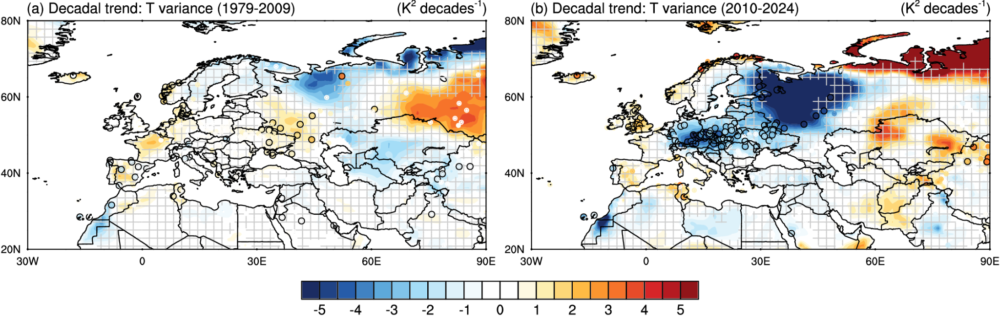 (a) Decadal trend: T variance (1979-2009) (K² decades⁻¹)
(b) Decadal trend: T variance (2010-2024) (K² decades⁻¹)
80N
60N
40N
20N
30W 0 30E 60E 90E
80N
60N
40N
20N
30W 0 30E 60E 90E
-5 -4 -3 -2 -1 0 1 2 3 4 5